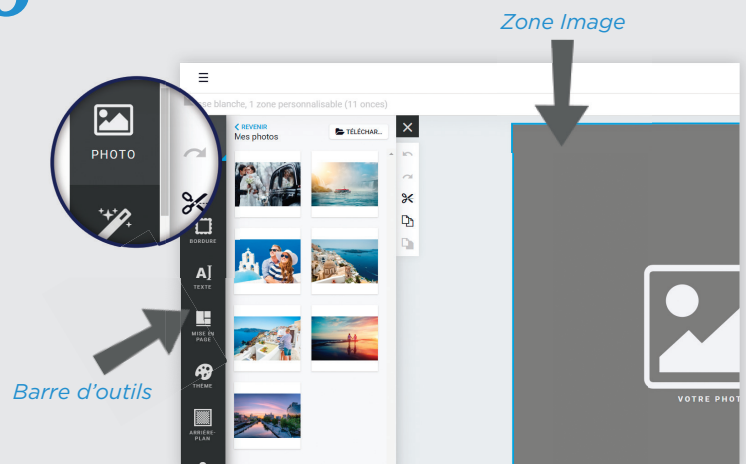 Zone Image
blanche, 1 zone personnalisable (11 onces)
REVENIR
Mes photos
TÉLÉCHAR...
PHOTO
BORDURE
TEXTE
MISE EN
PAGE
THÈME
ARRIÈRE-
PLAN
Barre d'outils
VOTRE PHOT